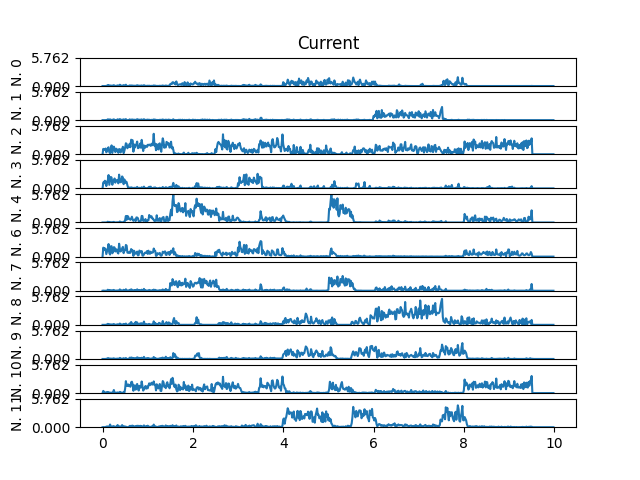 Current
5.762
0.000
N. 0
5.762
0.000
N. 1
5.762
0.000
N. 2
5.762
0.000
N. 3
5.762
0.000
N. 4
5.762
0.000
N. 6
5.762
0.000
N. 7
5.762
0.000
N. 8
5.762
0.000
N. 9
5.762
0.000
N. 10
5.762
0.000
N. 11
0 2 4 6 8 10